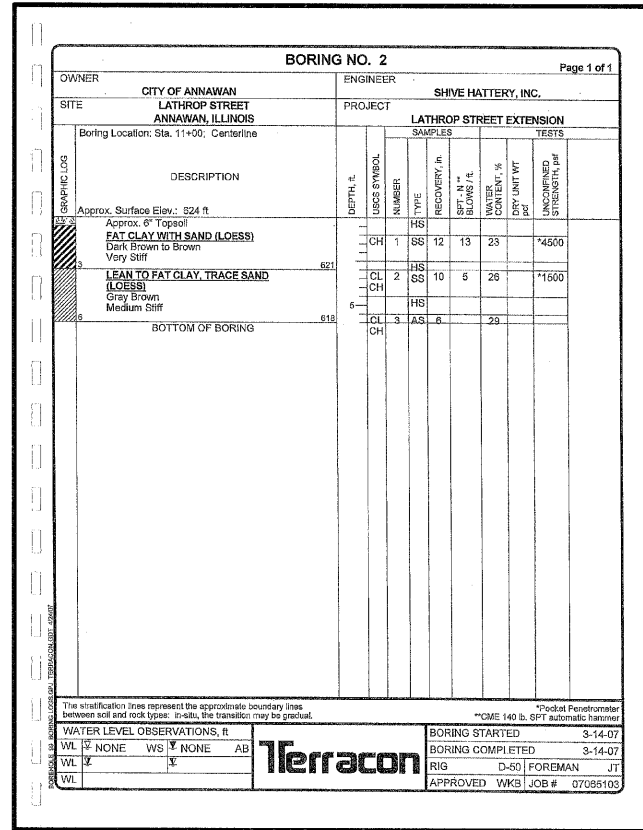 BORING NO. 2
Page 1 of 1
OWNER
CITY OF ANNAWAN
ENGINEER
SHIVE HATTERY, INC.
SITE
LATHROP STREET
ANNAWAN, ILLINOIS
PROJECT
LATHROP STREET EXTENSION
Boring Location: Sta. 11+00; Centerline
SAMPLES
TESTS
GRAPHIC LOG
DESCRIPTION
DEPTH, ft.
USCS SYMBOL
NUMBER
TYPE
RECOVERY, in.
SPT - N **
BLOWS / ft.
WATER
CONTENT, %
DRY UNIT WT
pcf
UNCONFINED
STRENGTH, psf
Approx. Surface Elev.: 624 ft
Approx. 6" Topsoil
HS
FAT CLAY WITH SAND (LOESS)
Dark Brown to Brown
CH 1 SS 12 13 23 *4500
Very Stiff
3 621
HS
LEAN TO FAT CLAY, TRACE SAND
(LOESS)
CL 2 SS 10 5 26 *1500
CH
Gray Brown
Medium Stiff
5
HS
6 618
CL 3 AS 6 29
CH
BOTTOM OF BORING
The stratification lines represent the approximate boundary lines
between soil and rock types: in-situ, the transition may be gradual.
*Pocket Penetrometer
**CME 140 lb. SPT automatic hammer
WATER LEVEL OBSERVATIONS, ft
WL NONE WS NONE AB
WL
WL
Terracon
BORING STARTED 3-14-07
BORING COMPLETED 3-14-07
RIG D-50 FOREMAN JT
APPROVED WKB JOB # 07085103